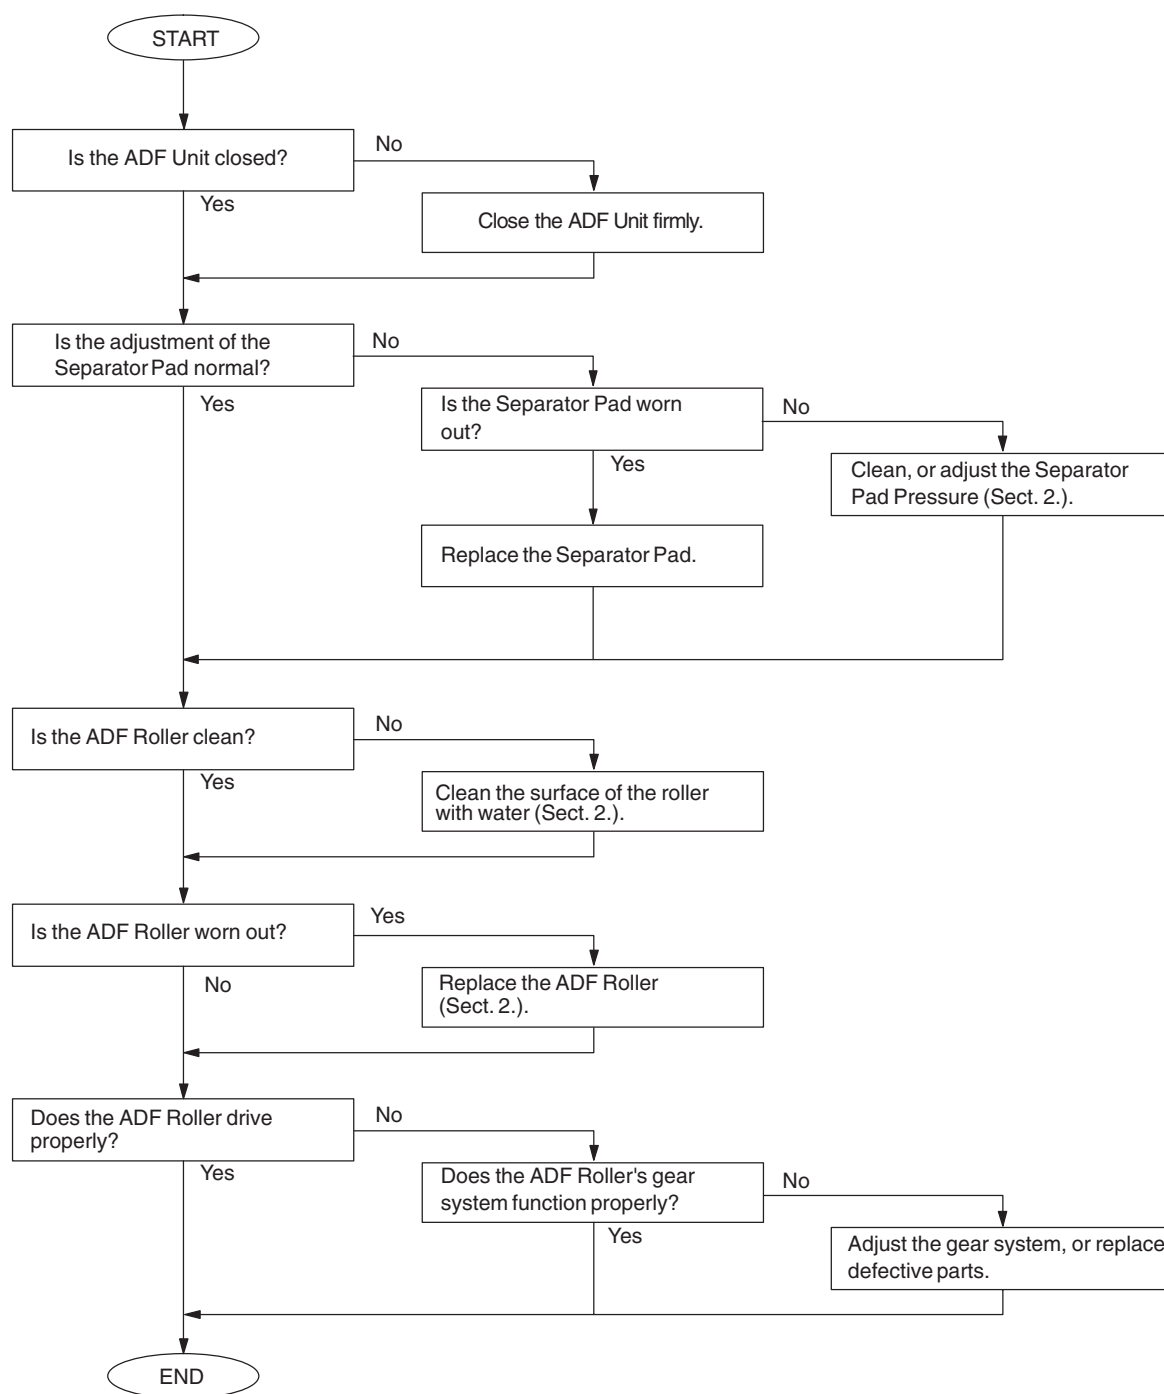 START
Is the ADF Unit closed?
No
Yes
Close the ADF Unit firmly.
Is the adjustment of the
Separator Pad normal?
No
Yes
Is the Separator Pad worn
out?
No
Yes
Clean, or adjust the Separator
Pad Pressure (Sect. 2.).
Replace the Separator Pad.
Is the ADF Roller clean?
No
Yes
Clean the surface of the roller
with water (Sect. 2.).
Is the ADF Roller worn out?
Yes
No
Replace the ADF Roller
(Sect. 2.).
Does the ADF Roller drive
properly?
No
Yes
Does the ADF Roller's gear
system function properly?
No
Yes
Adjust the gear system, or replace
defective parts.
END